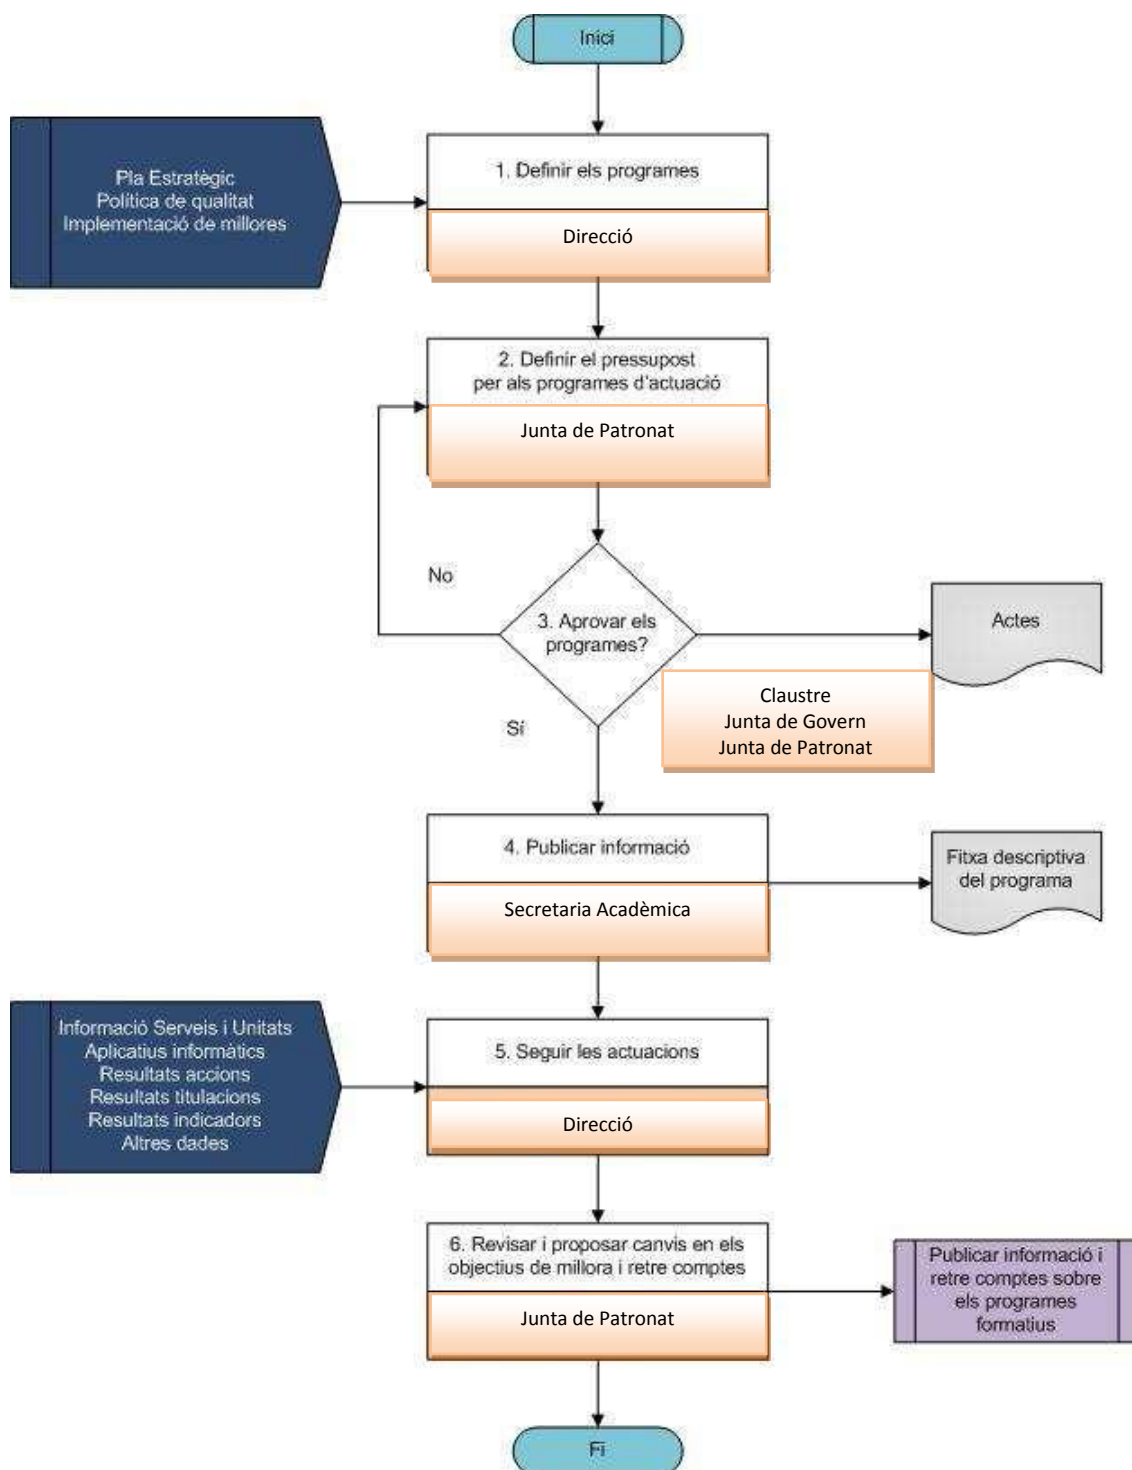 Inici
Pla Estratègic
Política de qualitat
Implementació de millores
1. Definir els programes
Direcció
2. Definir el pressupost
per als programes d'actuació
Junta de Patronat
No
3. Aprovar els
programes?
Actes
Claustre
Junta de Govern
Junta de Patronat
Sí
4. Publicar informació
Secretaria Acadèmica
Fitxa descriptiva
del programa
Informació Serveis i Unitats
Aplicatius informàtics
Resultats accions
Resultats titulacions
Resultats indicadors
Altres dades
5. Seguir les actuacions
Direcció
6. Revisar i proposar canvis en els
objectius de millora i retre comptes
Junta de Patronat
Publicar informació i
retre comptes sobre
els programes
formatius
Fi